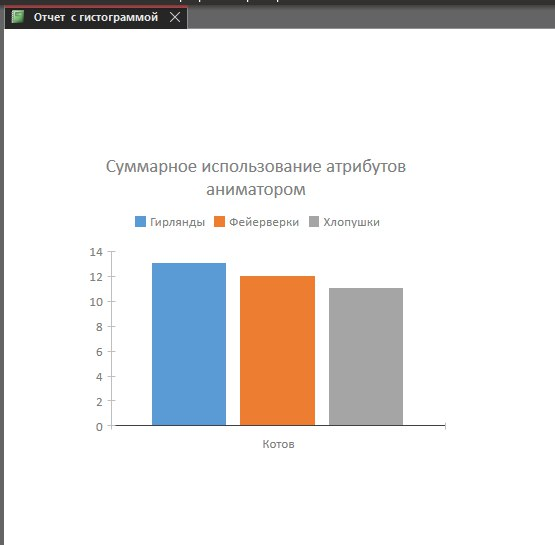 Отчет с гистограммой
Суммарное использование атрибутов
аниматором
Гирлянды Фейерверки Хлопушки
14
12
10
8
6
4
2
0
Котов